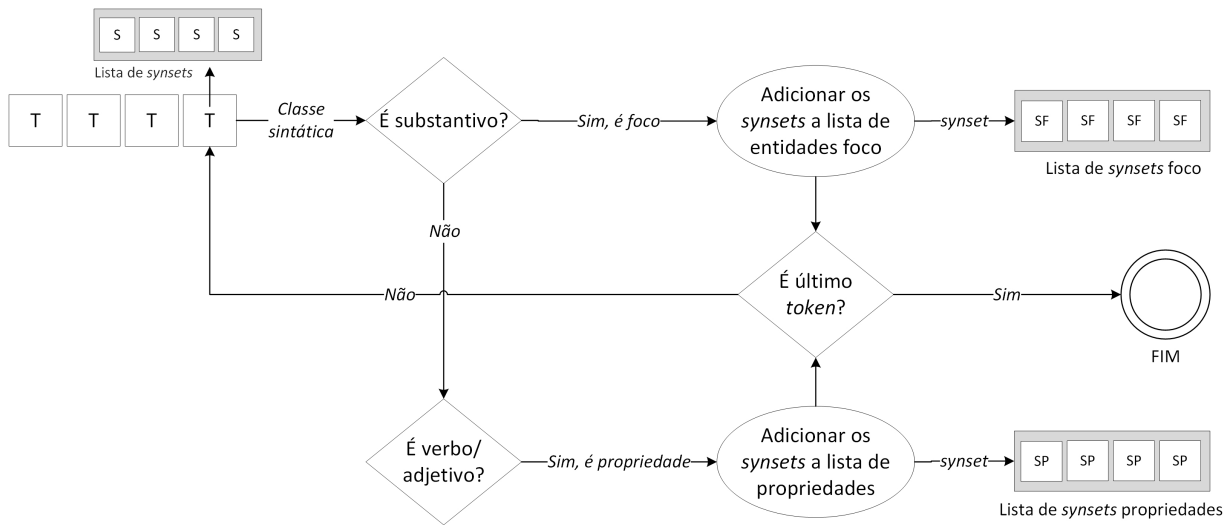 S S S S
Lista de synsets
T T T T
Classe
sintática
É substantivo?
Sim, é foco
Adicionar os
synsets a lista de
entidades foco
synset
SF SF SF SF
Lista de synsets foco
Não
Não
É último
token?
Sim
FIM
É verbo/
adjetivo?
Sim, é propriedade
Adicionar os
synsets a lista de
propriedades
synset
SP SP SP SP
Lista de synsets propriedades